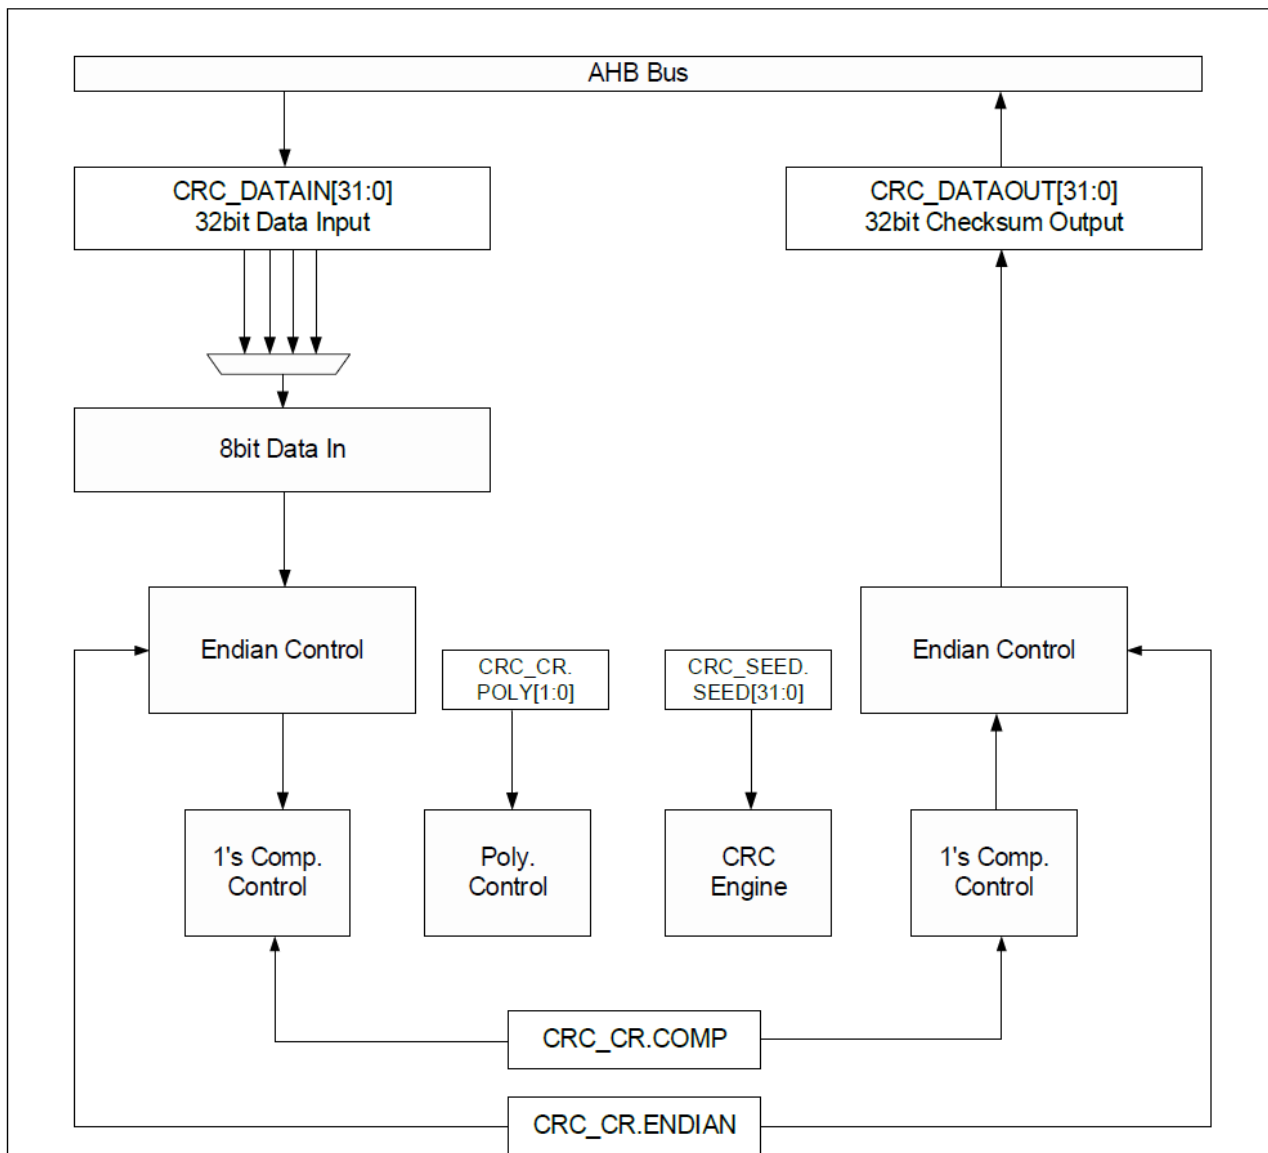 AHB Bus
CRC_DATAIN[31:0]
32bit Data Input
CRC_DATAOUT[31:0]
32bit Checksum Output
8bit Data In
Endian Control
CRC_CR.
POLY[1:0]
CRC_SEED.
SEED[31:0]
Endian Control
1's Comp.
Control
Poly.
Control
CRC
Engine
1's Comp.
Control
CRC_CR.COMP
CRC_CR.ENDIAN